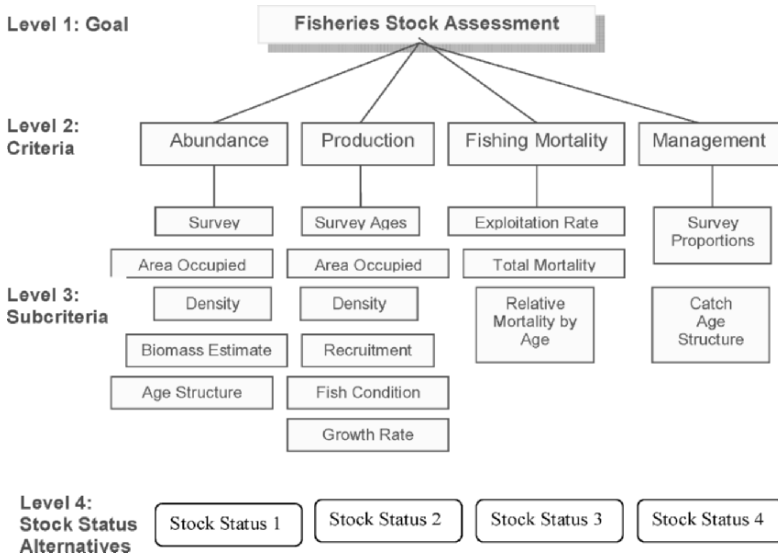 Level 1: Goal
Fisheries Stock Assessment
Level 2:
Criteria
Abundance
Production
Fishing Mortality
Management
Level 3:
Subcriteria
Survey
Area Occupied
Density
Biomass Estimate
Age Structure
Survey Ages
Area Occupied
Density
Recruitment
Fish Condition
Growth Rate
Exploitation Rate
Total Mortality
Relative
Mortality by
Age
Survey
Proportions
Catch
Age
Structure
Level 4:
Stock Status
Alternatives
Stock Status 1
Stock Status 2
Stock Status 3
Stock Status 4